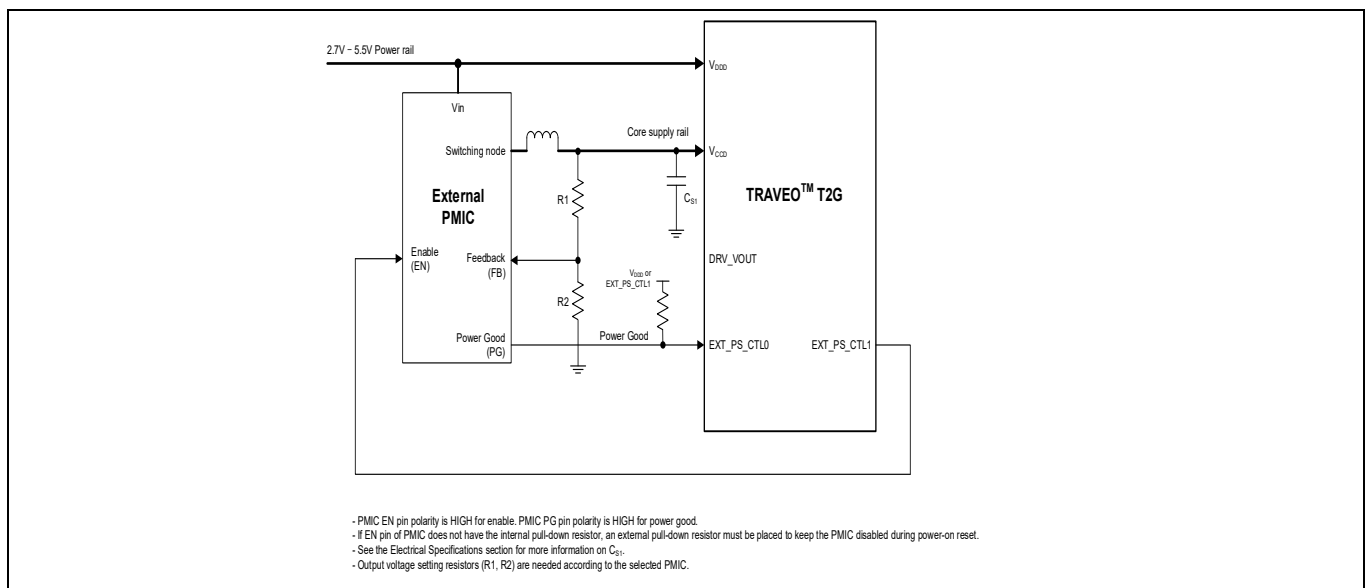 2.7V – 5.5V Power rail
VDDD
Vin
Core supply rail
Switching node
VCCD
External
PMIC
R1
CS1
TRAVEO™ T2G
Enable
(EN)
Feedback
(FB)
DRV_VOUT
VDDD or
EXT_PS_CTL1
R2
Power Good
(PG)
Power Good
EXT_PS_CTL0
EXT_PS_CTL1
- PMIC EN pin polarity is HIGH for enable. PMIC PG pin polarity is HIGH for power good.
- If EN pin of PMIC does not have the internal pull-down resistor, an external pull-down resistor must be placed to keep the PMIC disabled during power-on reset.
- See the Electrical Specifications section for more information on CS1.
- Output voltage setting resistors (R1, R2) are needed according to the selected PMIC.